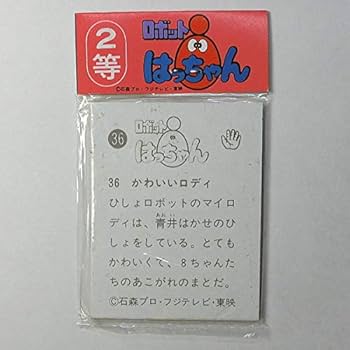 2等
ロボット
はっちゃん
©石森プロ・フジテレビ・東映
36
ロボット
はっちゃん
36 かわいいロディ
ひしょロボットのマイロ
ディは、青井はかせのひ
あおい
しょをしている。とても
かわいくて、8ちゃんた
ちのあこがれのまとだ。
©石森プロ・フジテレビ・東映